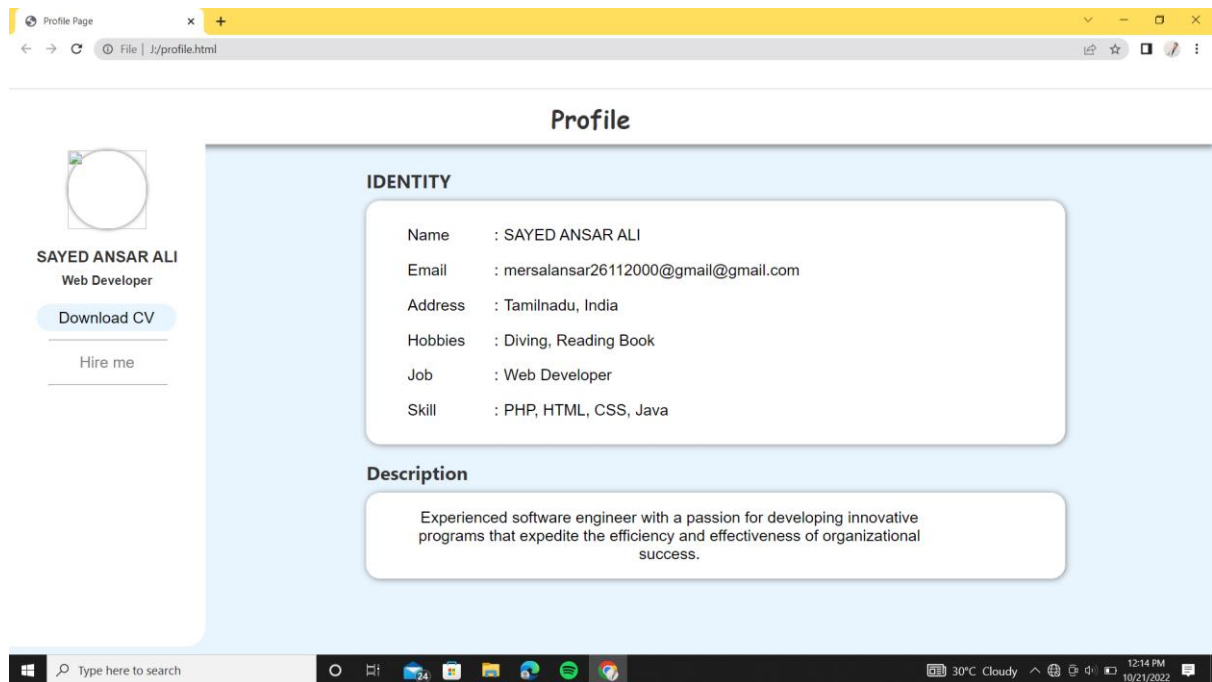 Profile Page
File | J:/profile.html
Profile
SAYED ANSAR ALI
Web Developer
Download CV
Hire me
IDENTITY
Name : SAYED ANSAR ALI
Email : mersalansar26112000@gmail@gmail.com
Address : Tamilnadu, India
Hobbies : Diving, Reading Book
Job : Web Developer
Skill : PHP, HTML, CSS, Java
Description
Experienced software engineer with a passion for developing innovative
programs that expedite the efficiency and effectiveness of organizational
success.
Type here to search
24
30°C Cloudy
12:14 PM
10/21/2022